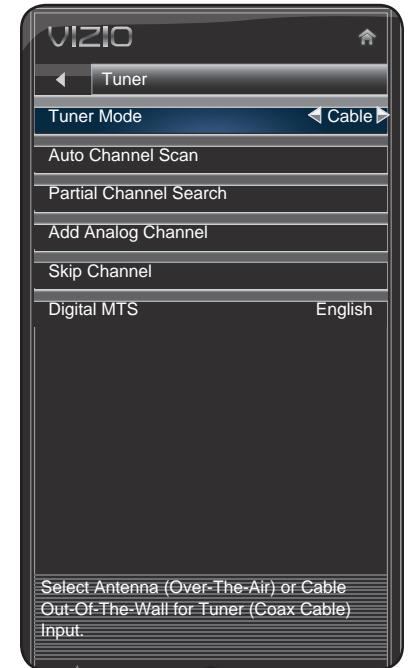 VIZIO
Tuner
Tuner Mode Cable
Auto Channel Scan
Partial Channel Search
Add Analog Channel
Skip Channel
Digital MTS English
Select Antenna (Over-The-Air) or Cable
Out-Of-The-Wall for Tuner (Coax Cable)
Input.